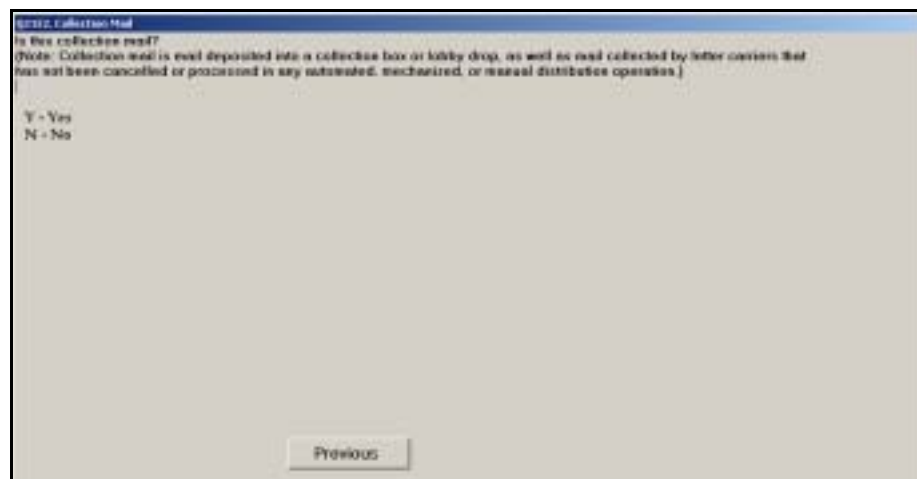 Collection Mail
Is this collection mail?
(Note: Collection mail is mail deposited into a collection box or lobby drop, as well as mail collected by letter carriers that
has not been cancelled or processed in any automated, mechanized, or manual distribution operation.)
Y - Yes
N - No
Previous